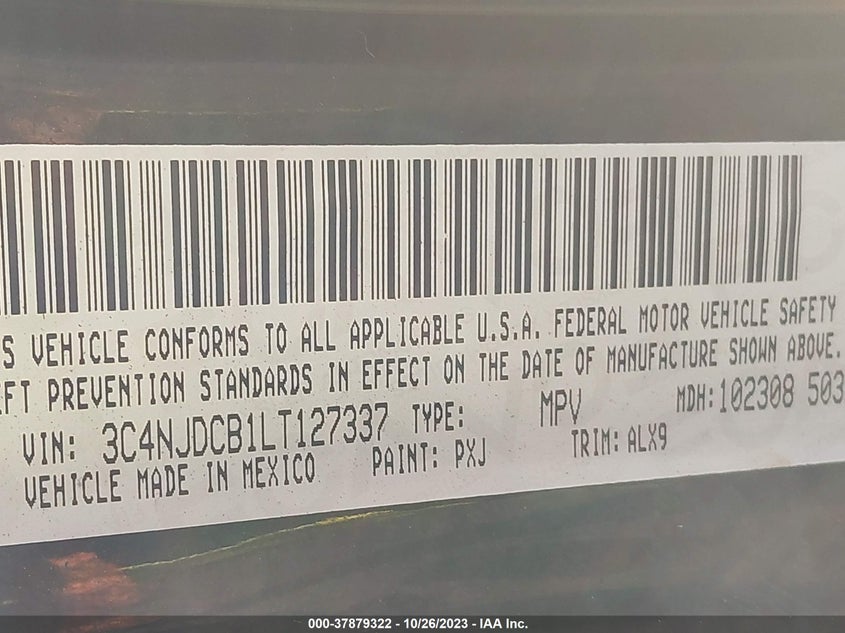 S VEHICLE CONFORMS TO ALL APPLICABLE U.S.A. FEDERAL MOTOR VEHICLE SAFETY
EFT PREVENTION STANDARDS IN EFFECT ON THE DATE OF MANUFACTURE SHOWN ABOVE.
VIN: 3C4NJDCB1LT127337 TYPE: MPV MDH: 102308 503
VEHICLE MADE IN MEXICO PAINT: PXJ TRIM: ALX9
000-37879322 - 10/26/2023 - IAA Inc.